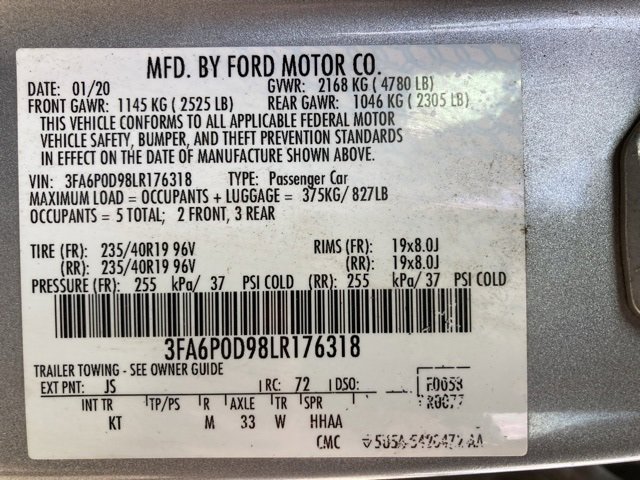 MFD. BY FORD MOTOR CO.
DATE: 01/20 GVWR: 2168 KG ( 4780 LB)
FRONT GAWR: 1145 KG ( 2525 LB) REAR GAWR: 1046 KG ( 2305 LB)
THIS VEHICLE CONFORMS TO ALL APPLICABLE FEDERAL MOTOR
VEHICLE SAFETY, BUMPER, AND THEFT PREVENTION STANDARDS
IN EFFECT ON THE DATE OF MANUFACTURE SHOWN ABOVE.
VIN: 3FA6P0D98LR176318 TYPE: Passenger Car
MAXIMUM LOAD = OCCUPANTS + LUGGAGE = 375KG/ 827LB
OCCUPANTS = 5 TOTAL; 2 FRONT, 3 REAR
TIRE (FR): 235/40R19 96V RIMS (FR): 19x8.0J
(RR): 235/40R19 96V (RR): 19x8.0J
PRESSURE (FR): 255 kPa/ 37 PSI COLD (RR): 255 kPa/ 37 PSI COLD
3FA6P0D98LR176318
TRAILER TOWING - SEE OWNER GUIDE
EXT PNT: JS RC: 72 DSO: F0058
R0077
INT TR TP/PS R AXLE TR SPR
KT M 33 W HHAA
CMC